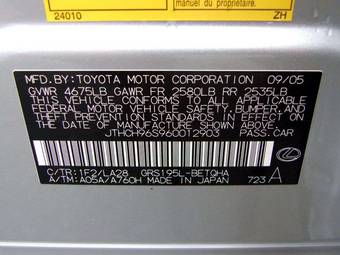 manuel du propriétaire.
24010
ZH
MFD.BY:TOYOTA MOTOR CORPORATION 09/05
GVWR 4675LB GAWR FR 2580LB RR 2535LB
THIS VEHICLE CONFORMS TO ALL APPLICABLE
FEDERAL MOTOR VEHICLE SAFETY, BUMPER, AND
THEFT PREVENTION STANDARDS IN EFFECT ON
THE DATE OF MANUFACTURE SHOWN ABOVE.
JTHCH96S960012903 PASS.CAR
C/TR:1F2/LA28 GRS195L-BETQHA
A/TM:A05A/A760H MADE IN JAPAN 723 A